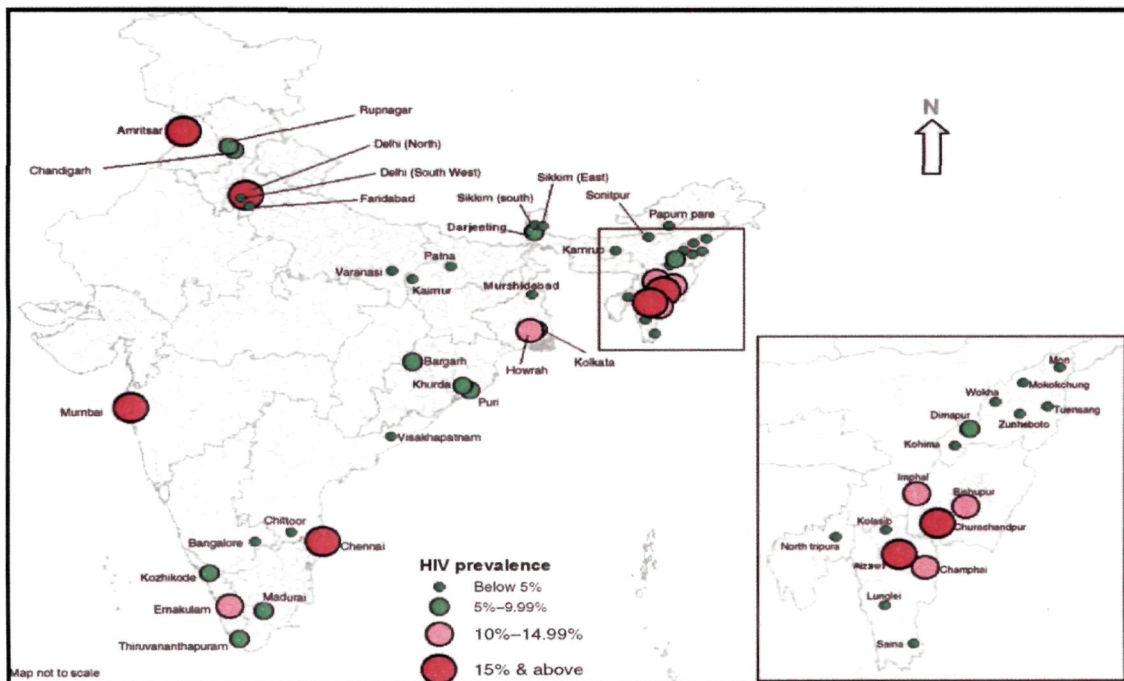 Rupnagar
Amritsar
N
Delhi (North)
Chandigarh
Delhi (South West)
Sikkim (East)
Sikkim (south)
Sonitpur
Faridabad
Papum pare
Darjeeling
Kamrup
Patna
Varanasi
Kaimur
Murshidabad
Kolkata
Howrah
Bargarh
Khurda
Puri
Mumbai
Visakhapatnam
Chittoor
Bangalore
Chennai
Kozhikode
Ernakulam
Madurai
Thiruvananthapuram
HIV prevalence
Below 5%
5%–9.99%
10%–14.99%
15% & above
Map not to scale
Mon
Mokokchung
Wokha
Tuensang
Dimapur
Zunheboto
Kohima
Imphal
Bishupur
Churachandpur
Kolasib
North tripura
Aizawl
Champhai
Lunglei
Saina